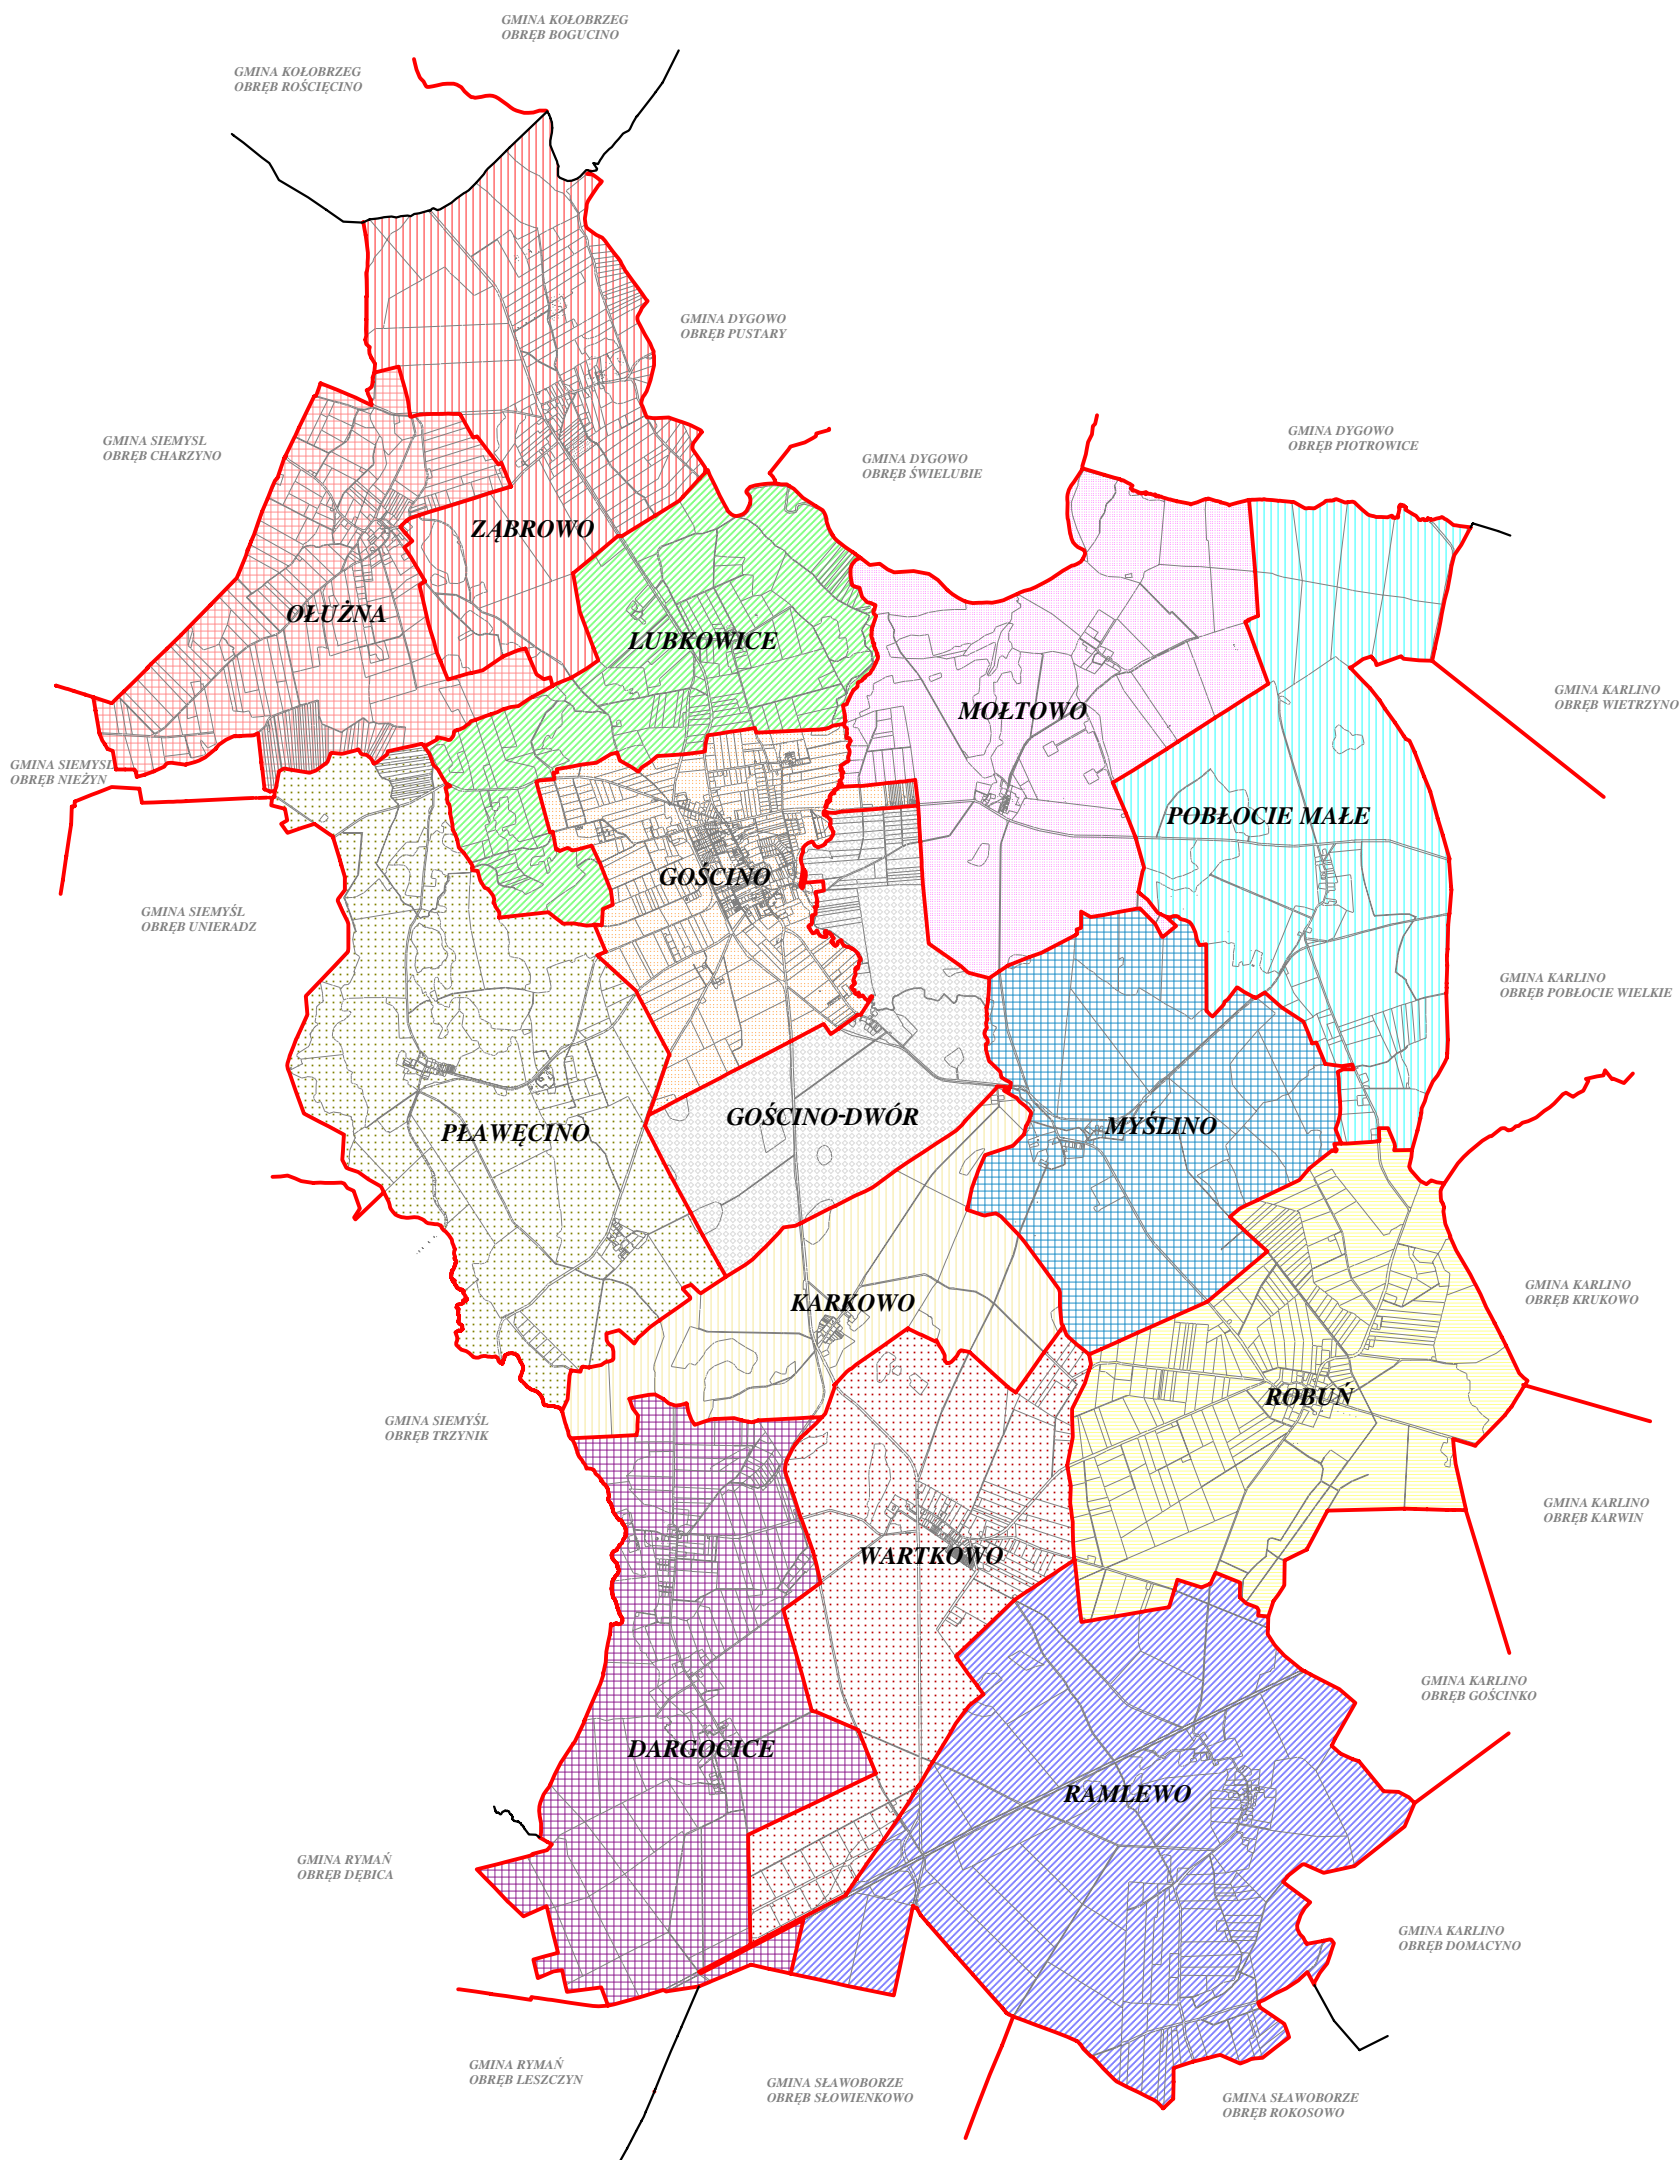 GMINA KOŁOBRZEG
OBRĘB BOGUCINO
GMINA KOŁOBRZEG
OBRĘB ROŚCIĘCINO
GMINA DYGOWO
OBRĘB PUSTARY
GMINA DYGOWO
OBRĘB PIOTROWICE
GMINA SIEMYSL
OBRĘB CHARZYNO
GMINA DYGOWO
OBRĘB ŚWIELUBIE
ZĄBROWO
OŁUŻNA
LUBKOWICE
GMINA KARLINO
OBRĘB WIETRZYNO
MOŁTOWO
GMINA SIEMYSL
OBRĘB NIEŻYN
POBŁOCIE MAŁE
GOŚCINO
GMINA SIEMYŚL
OBRĘB UNIERADZ
GMINA KARLINO
OBRĘB POBŁOCIE WIELKIE
GOŚCINO-DWÓR
MYŚLINO
PŁAWĘCINO
GMINA KARLINO
OBRĘB KRUKOWO
KARKOWO
ROBUŃ
GMINA SIEMYŚL
OBRĘB TRZYNIK
GMINA KARLINO
OBRĘB KARWIN
WARTKOWO
GMINA KARLINO
OBRĘB GOŚCINKO
DARGOCICE
RAMLEWO
GMINA RYMAŃ
OBRĘB DĘBICA
GMINA KARLINO
OBRĘB DOMACYNO
GMINA RYMAŃ
OBRĘB LESZCZYN
GMINA SŁAWOBORZE
OBRĘB SŁOWIENKOWO
GMINA SŁAWOBORZE
OBRĘB ROKOSOWO